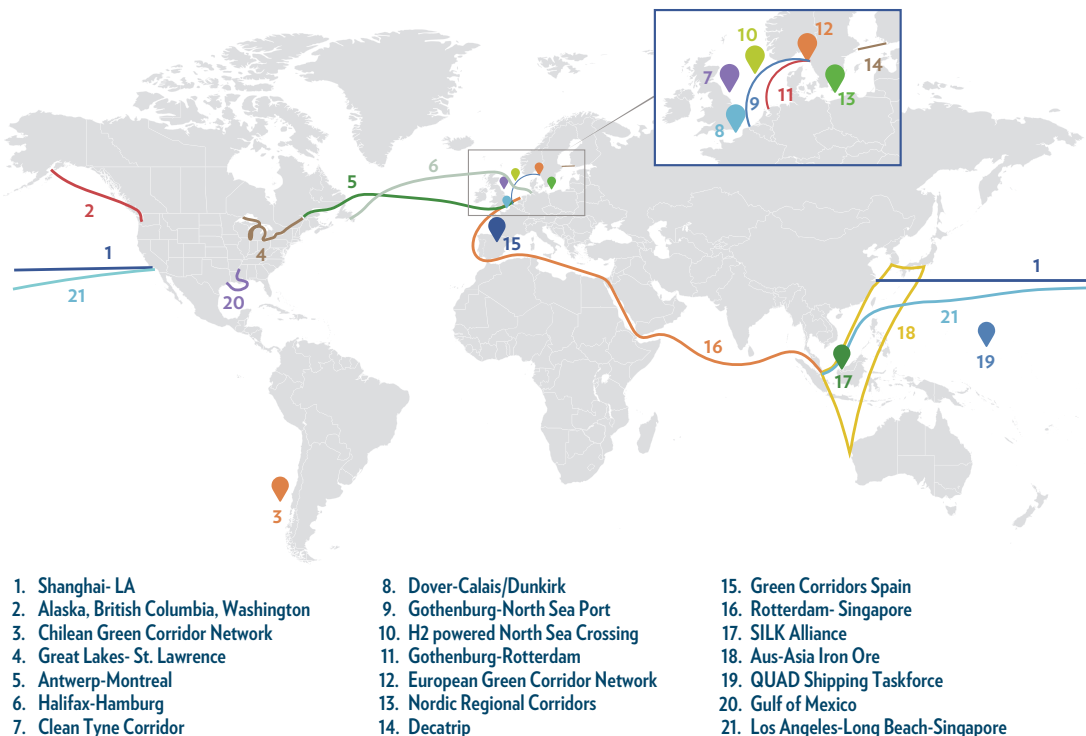 12
10
7
14
9
11
13
8
6
5
2
15
4
1
1
21
20
16
21
18
19
17
3
1. Shanghai- LA
2. Alaska, British Columbia, Washington
3. Chilean Green Corridor Network
4. Great Lakes- St. Lawrence
5. Antwerp-Montreal
6. Halifax-Hamburg
7. Clean Tyne Corridor
8. Dover-Calais/Dunkirk
9. Gothenburg-North Sea Port
10. H2 powered North Sea Crossing
11. Gothenburg-Rotterdam
12. European Green Corridor Network
13. Nordic Regional Corridors
14. Decatrip
15. Green Corridors Spain
16. Rotterdam- Singapore
17. SILK Alliance
18. Aus-Asia Iron Ore
19. QUAD Shipping Taskforce
20. Gulf of Mexico
21. Los Angeles-Long Beach-Singapore